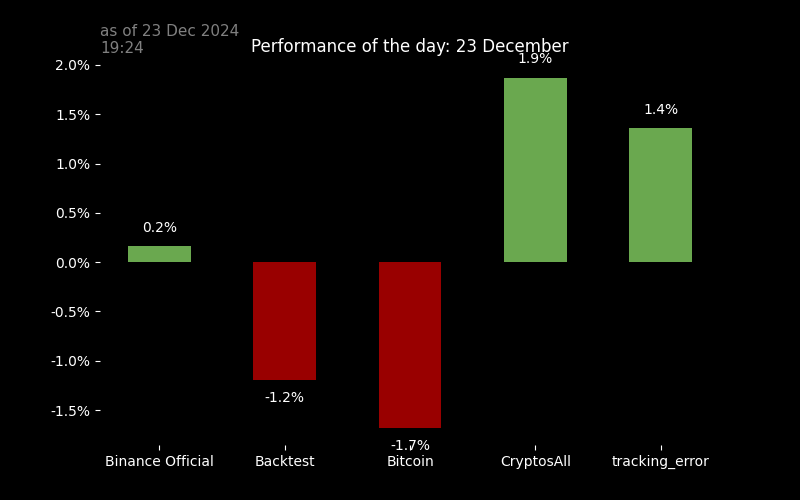 as of 23 Dec 2024
19:24
Performance of the day: 23 December
2.0%
1.5%
1.0%
0.5%
0.0%
-0.5%
-1.0%
-1.5%
0.2%
-1.2%
-1.7%
1.9%
1.4%
Binance Official
Backtest
Bitcoin
CryptosAll
tracking_error